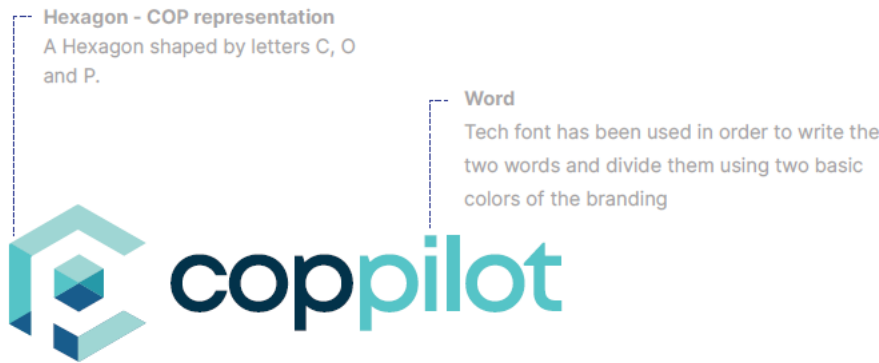 Hexagon - COP representation
A Hexagon shaped by letters C, O
and P.
Word
Tech font has been used in order to write the
two words and divide them using two basic
colors of the branding
coppilot